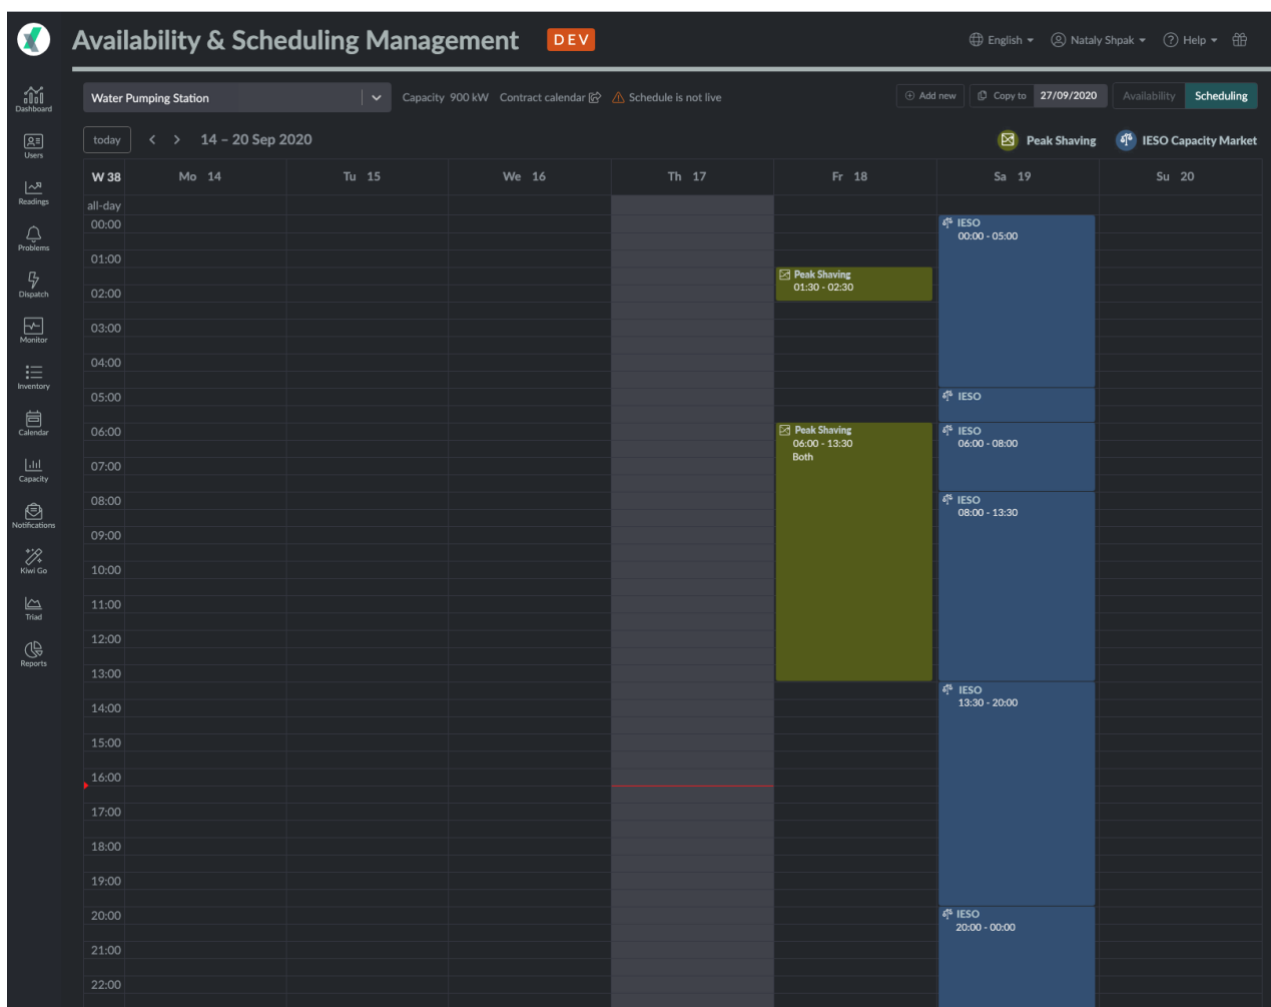 Availability & Scheduling Management DEV
English
Nataly Shpak
Help
Dashboard
Users
Readings
Problems
Dispatch
Monitor
Inventory
Calendar
Capacity
Notifications
Kiwi Go
Triad
Reports
Water Pumping Station
Capacity 900 kW
Contract calendar
Schedule is not live
Add new
Copy to 27/09/2020
Availability
Scheduling
today
14 – 20 Sep 2020
Peak Shaving
IESO Capacity Market
W 38
Mo 14
Tu 15
We 16
Th 17
Fr 18
Sa 19
Su 20
all-day
00:00
01:00
02:00
03:00
04:00
05:00
06:00
07:00
08:00
09:00
10:00
11:00
12:00
13:00
14:00
15:00
16:00
17:00
18:00
19:00
20:00
21:00
22:00
Peak Shaving
01:30 - 02:30
Peak Shaving
06:00 - 13:30
Both
IESO
00:00 - 05:00
IESO
IESO
06:00 - 08:00
IESO
08:00 - 13:30
IESO
13:30 - 20:00
IESO
20:00 - 00:00